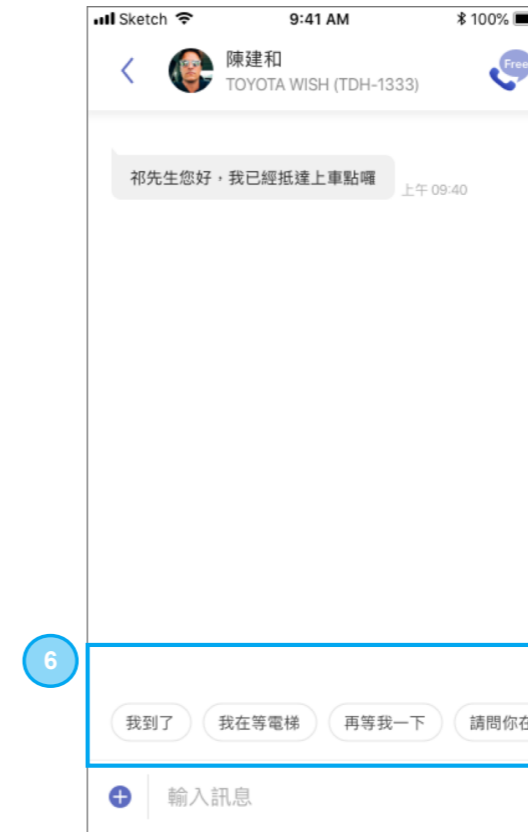 Sketch 9:41 AM 100%
陳建和
TOYOTA WISH (TDH-1333)
Free
祁先生您好，我已經抵達上車點囉
上午 09:40
6
我到了 我在等電梯 再等我一下 請問你在
輸入訊息